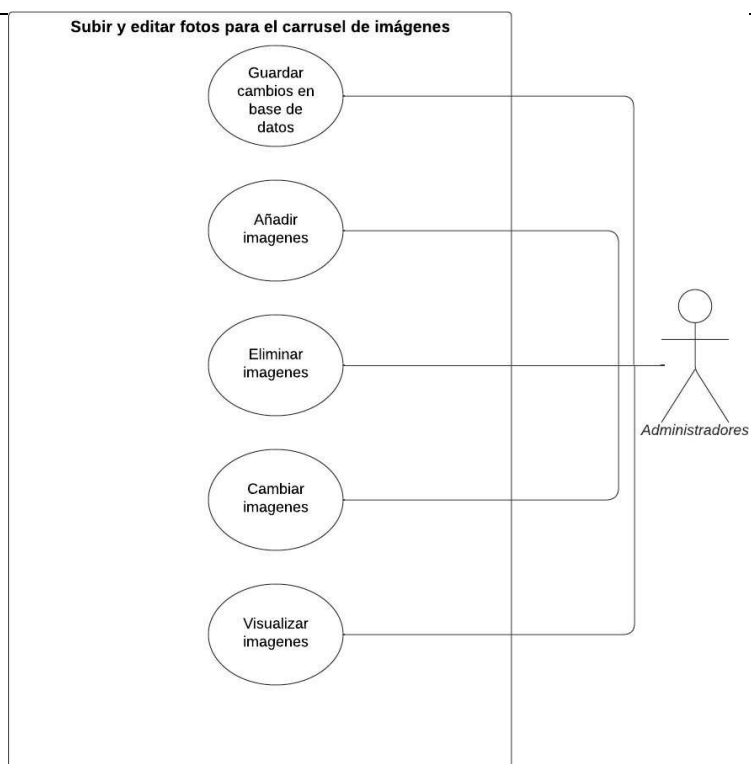 Subir y editar fotos para el carrusel de imágenes
Guardar
cambios en
base de
datos
Añadir
imagenes
Eliminar
imagenes
Cambiar
imagenes
Visualizar
imagenes
Administradores